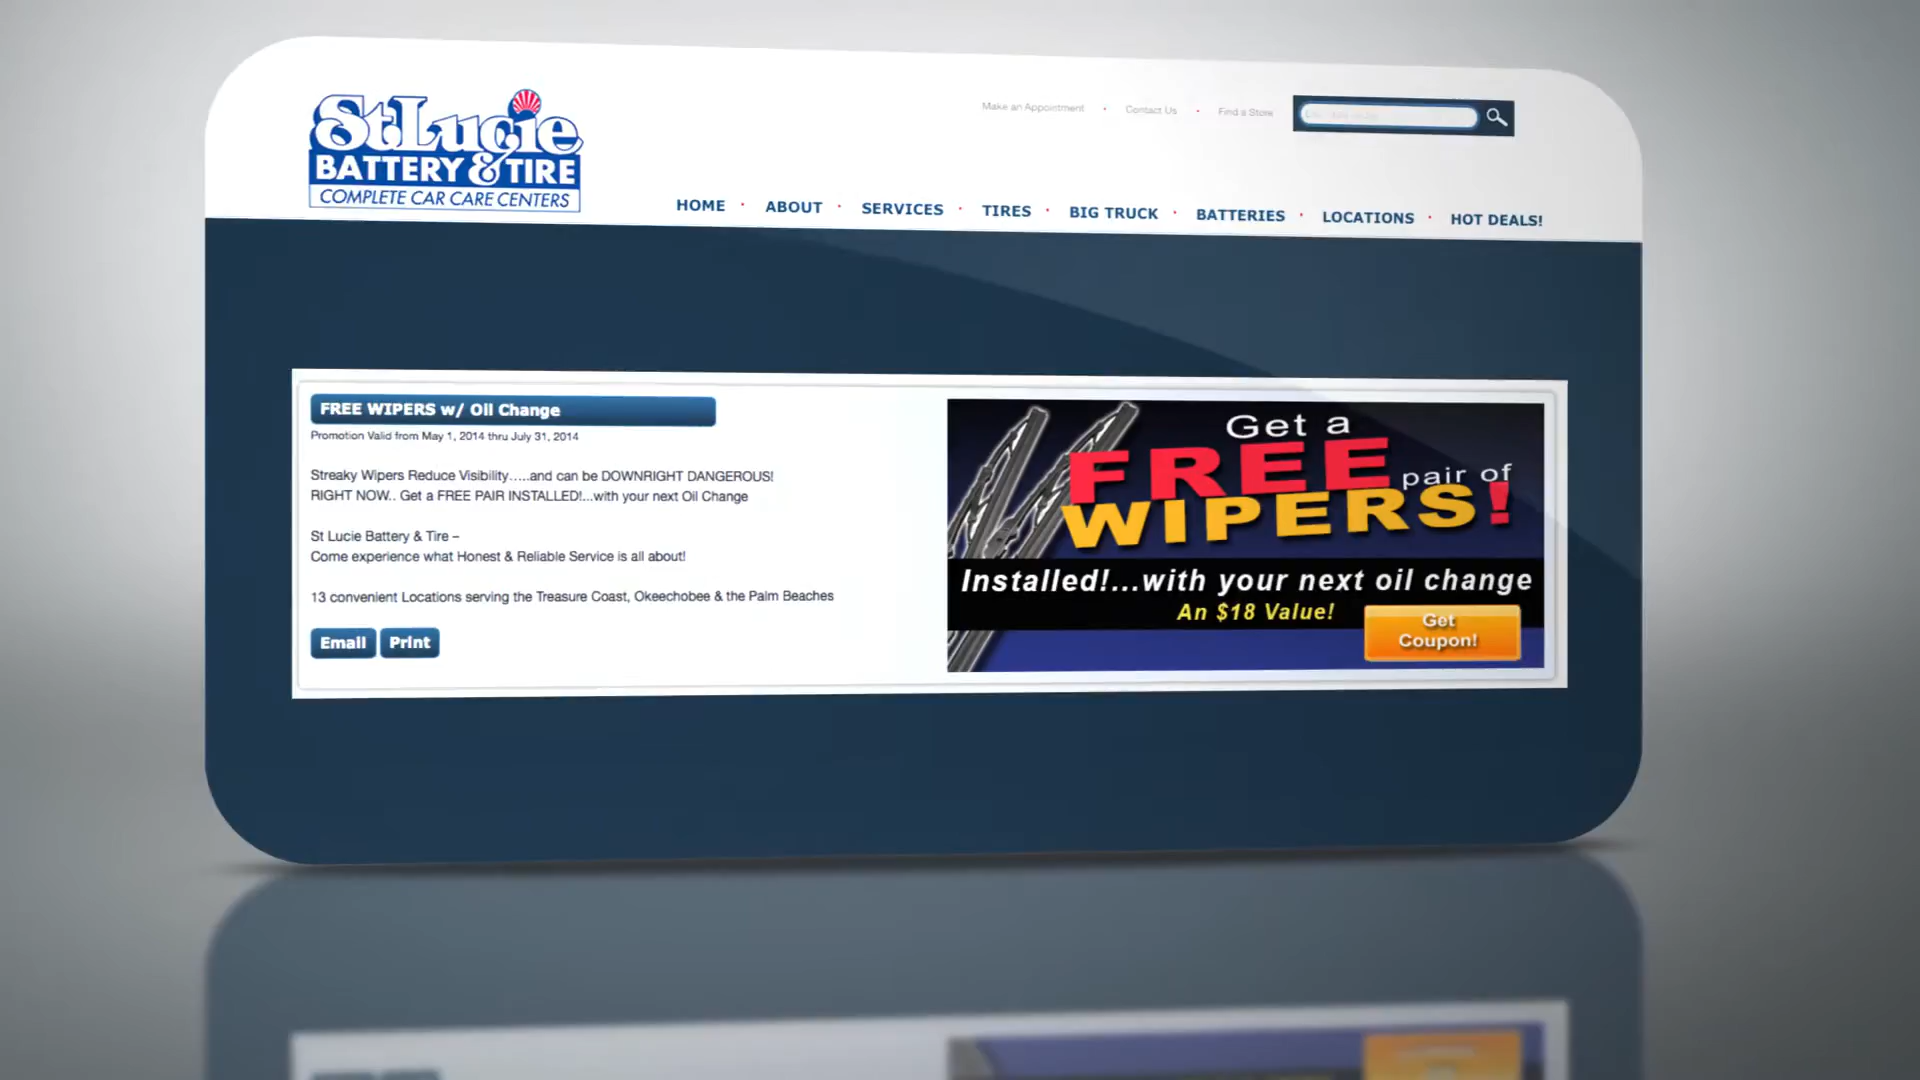 St Lucie
BATTERY & TIRE
COMPLETE CAR CARE CENTERS
Make an Appointment • Contact Us • Find a Store
HOME • ABOUT • SERVICES • TIRES • BIG TRUCK • BATTERIES • LOCATIONS • HOT DEALS!
FREE WIPERS w/ Oil Change
Promotion Valid from May 1, 2014 thru July 31, 2014
Streaky Wipers Reduce Visibility…..and can be DOWNRIGHT DANGEROUS!
RIGHT NOW.. Get a FREE PAIR INSTALLED!...with your next Oil Change
St Lucie Battery & Tire –
Come experience what Honest & Reliable Service is all about!
13 convenient Locations serving the Treasure Coast, Okeechobee & the Palm Beaches
Email Print
Get a
FREE pair of
WIPERS!
Installed!...with your next oil change
An $18 Value!
Get
Coupon!